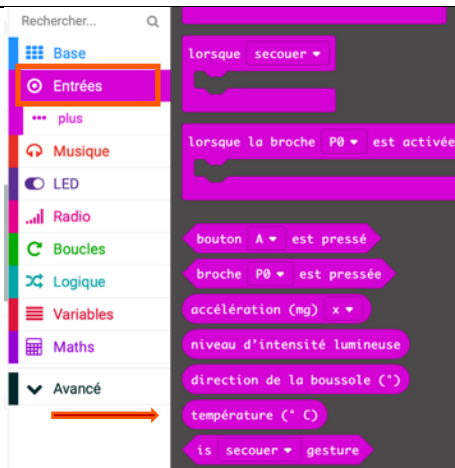 Rechercher...
Base
Entrées
plus
Musique
LED
Radio
Boucles
Logique
Variables
Maths
Avancé
lorsque secouer
lorsque la broche P0 est activée
bouton A est pressé
broche P0 est pressée
accélération (mg) x
niveau d'intensité lumineuse
direction de la boussole (°)
température (° C)
is secouer gesture